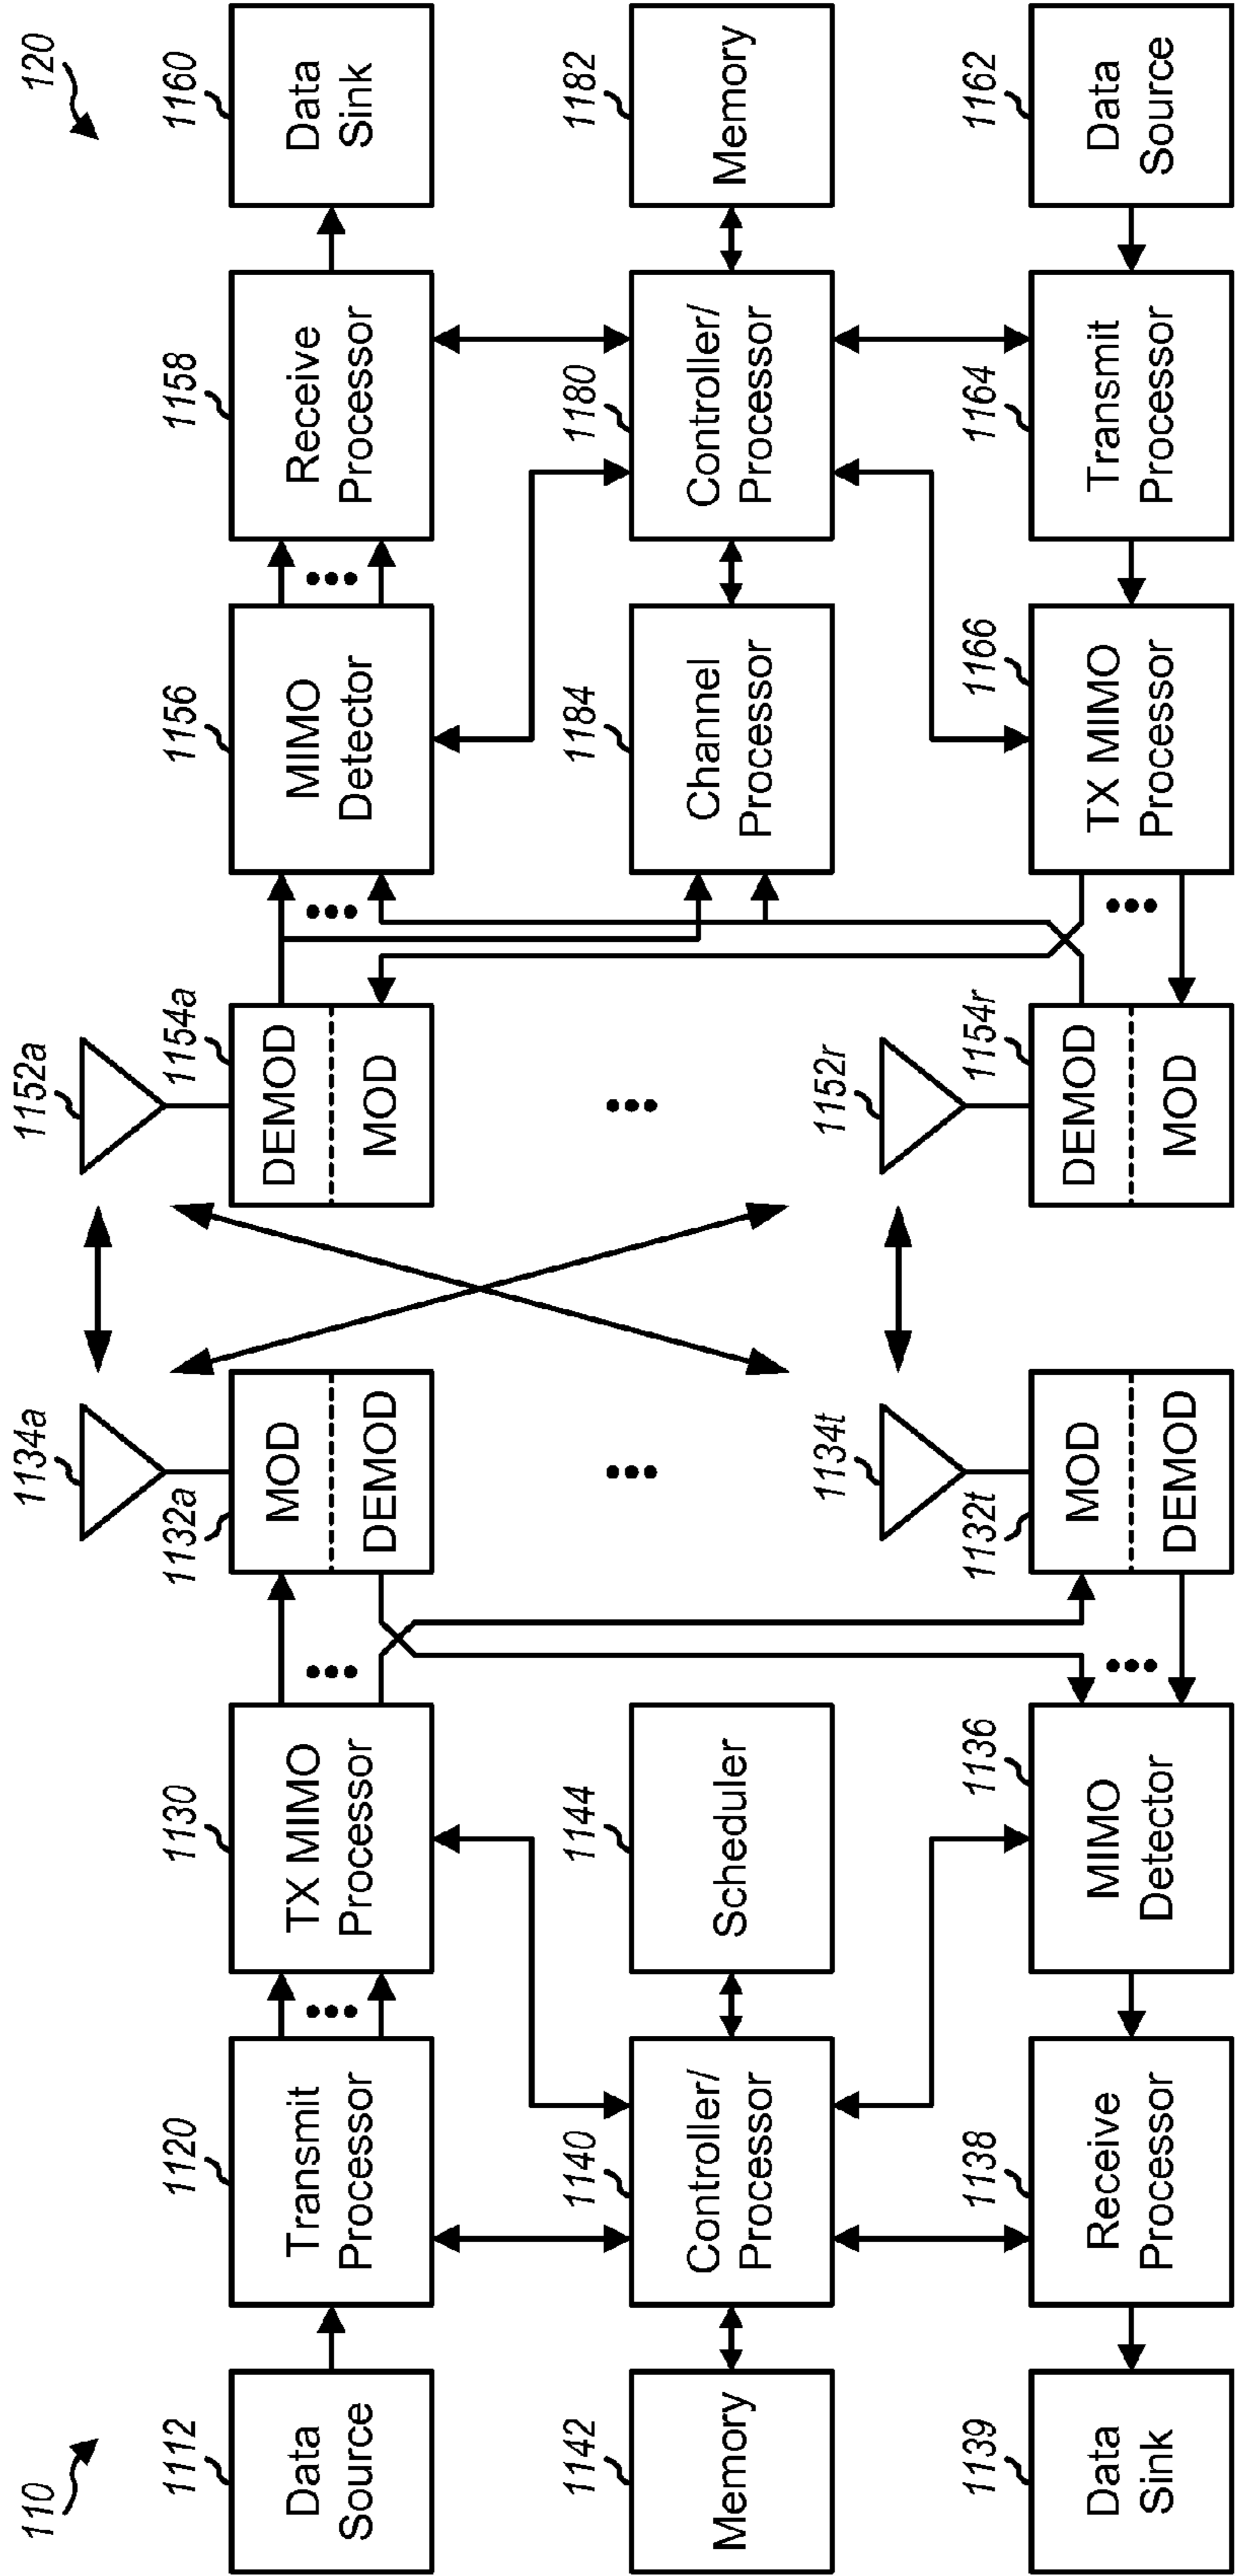 110
120
1112
Data
Source
1120
Transmit
Processor
1130
TX MIMO
Processor
1134a
1132a
MOD
DEMOD
1152a
1154a
DEMOD
MOD
1156
MIMO
Detector
1158
Receive
Processor
1160
Data
Sink
1142
Memory
1140
Controller/
Processor
1144
Scheduler
1184
Channel
Processor
1180
Controller/
Processor
1182
Memory
1139
Data
Sink
1138
Receive
Processor
1136
MIMO
Detector
1134t
1132t
MOD
DEMOD
1152r
1154r
DEMOD
MOD
1166
TX MIMO
Processor
1164
Transmit
Processor
1162
Data
Source